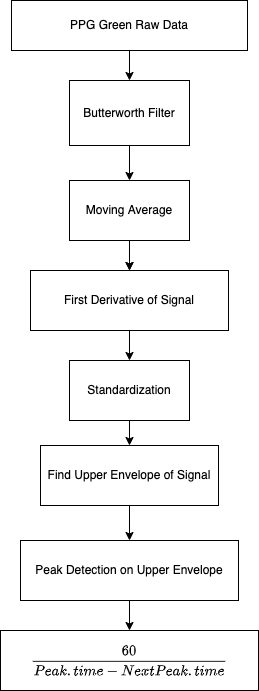 PPG Green Raw Data
Butterworth Filter
Moving Average
First Derivative of Signal
Standardization
Find Upper Envelope of Signal
Peak Detection on Upper Envelope
60
Peak.time − NextPeak.time